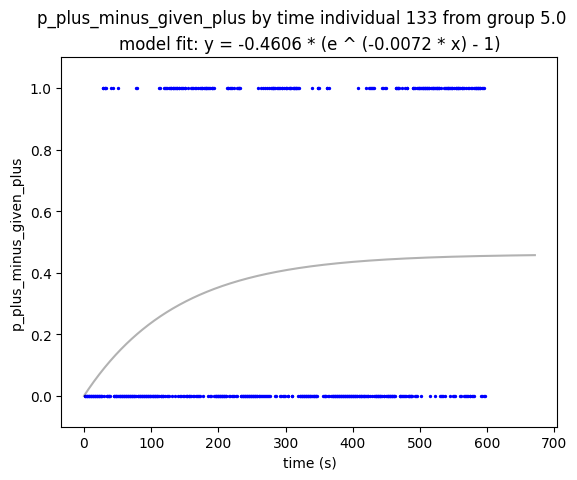 p_plus_minus_given_plus by time individual 133 from group 5.0
model fit: y = -0.4606 * (e ^ (-0.0072 * x) - 1)
1.0
0.8
0.6
0.4
0.2
0.0
p_plus_minus_given_plus
0 100 200 300 400 500 600 700
time (s)